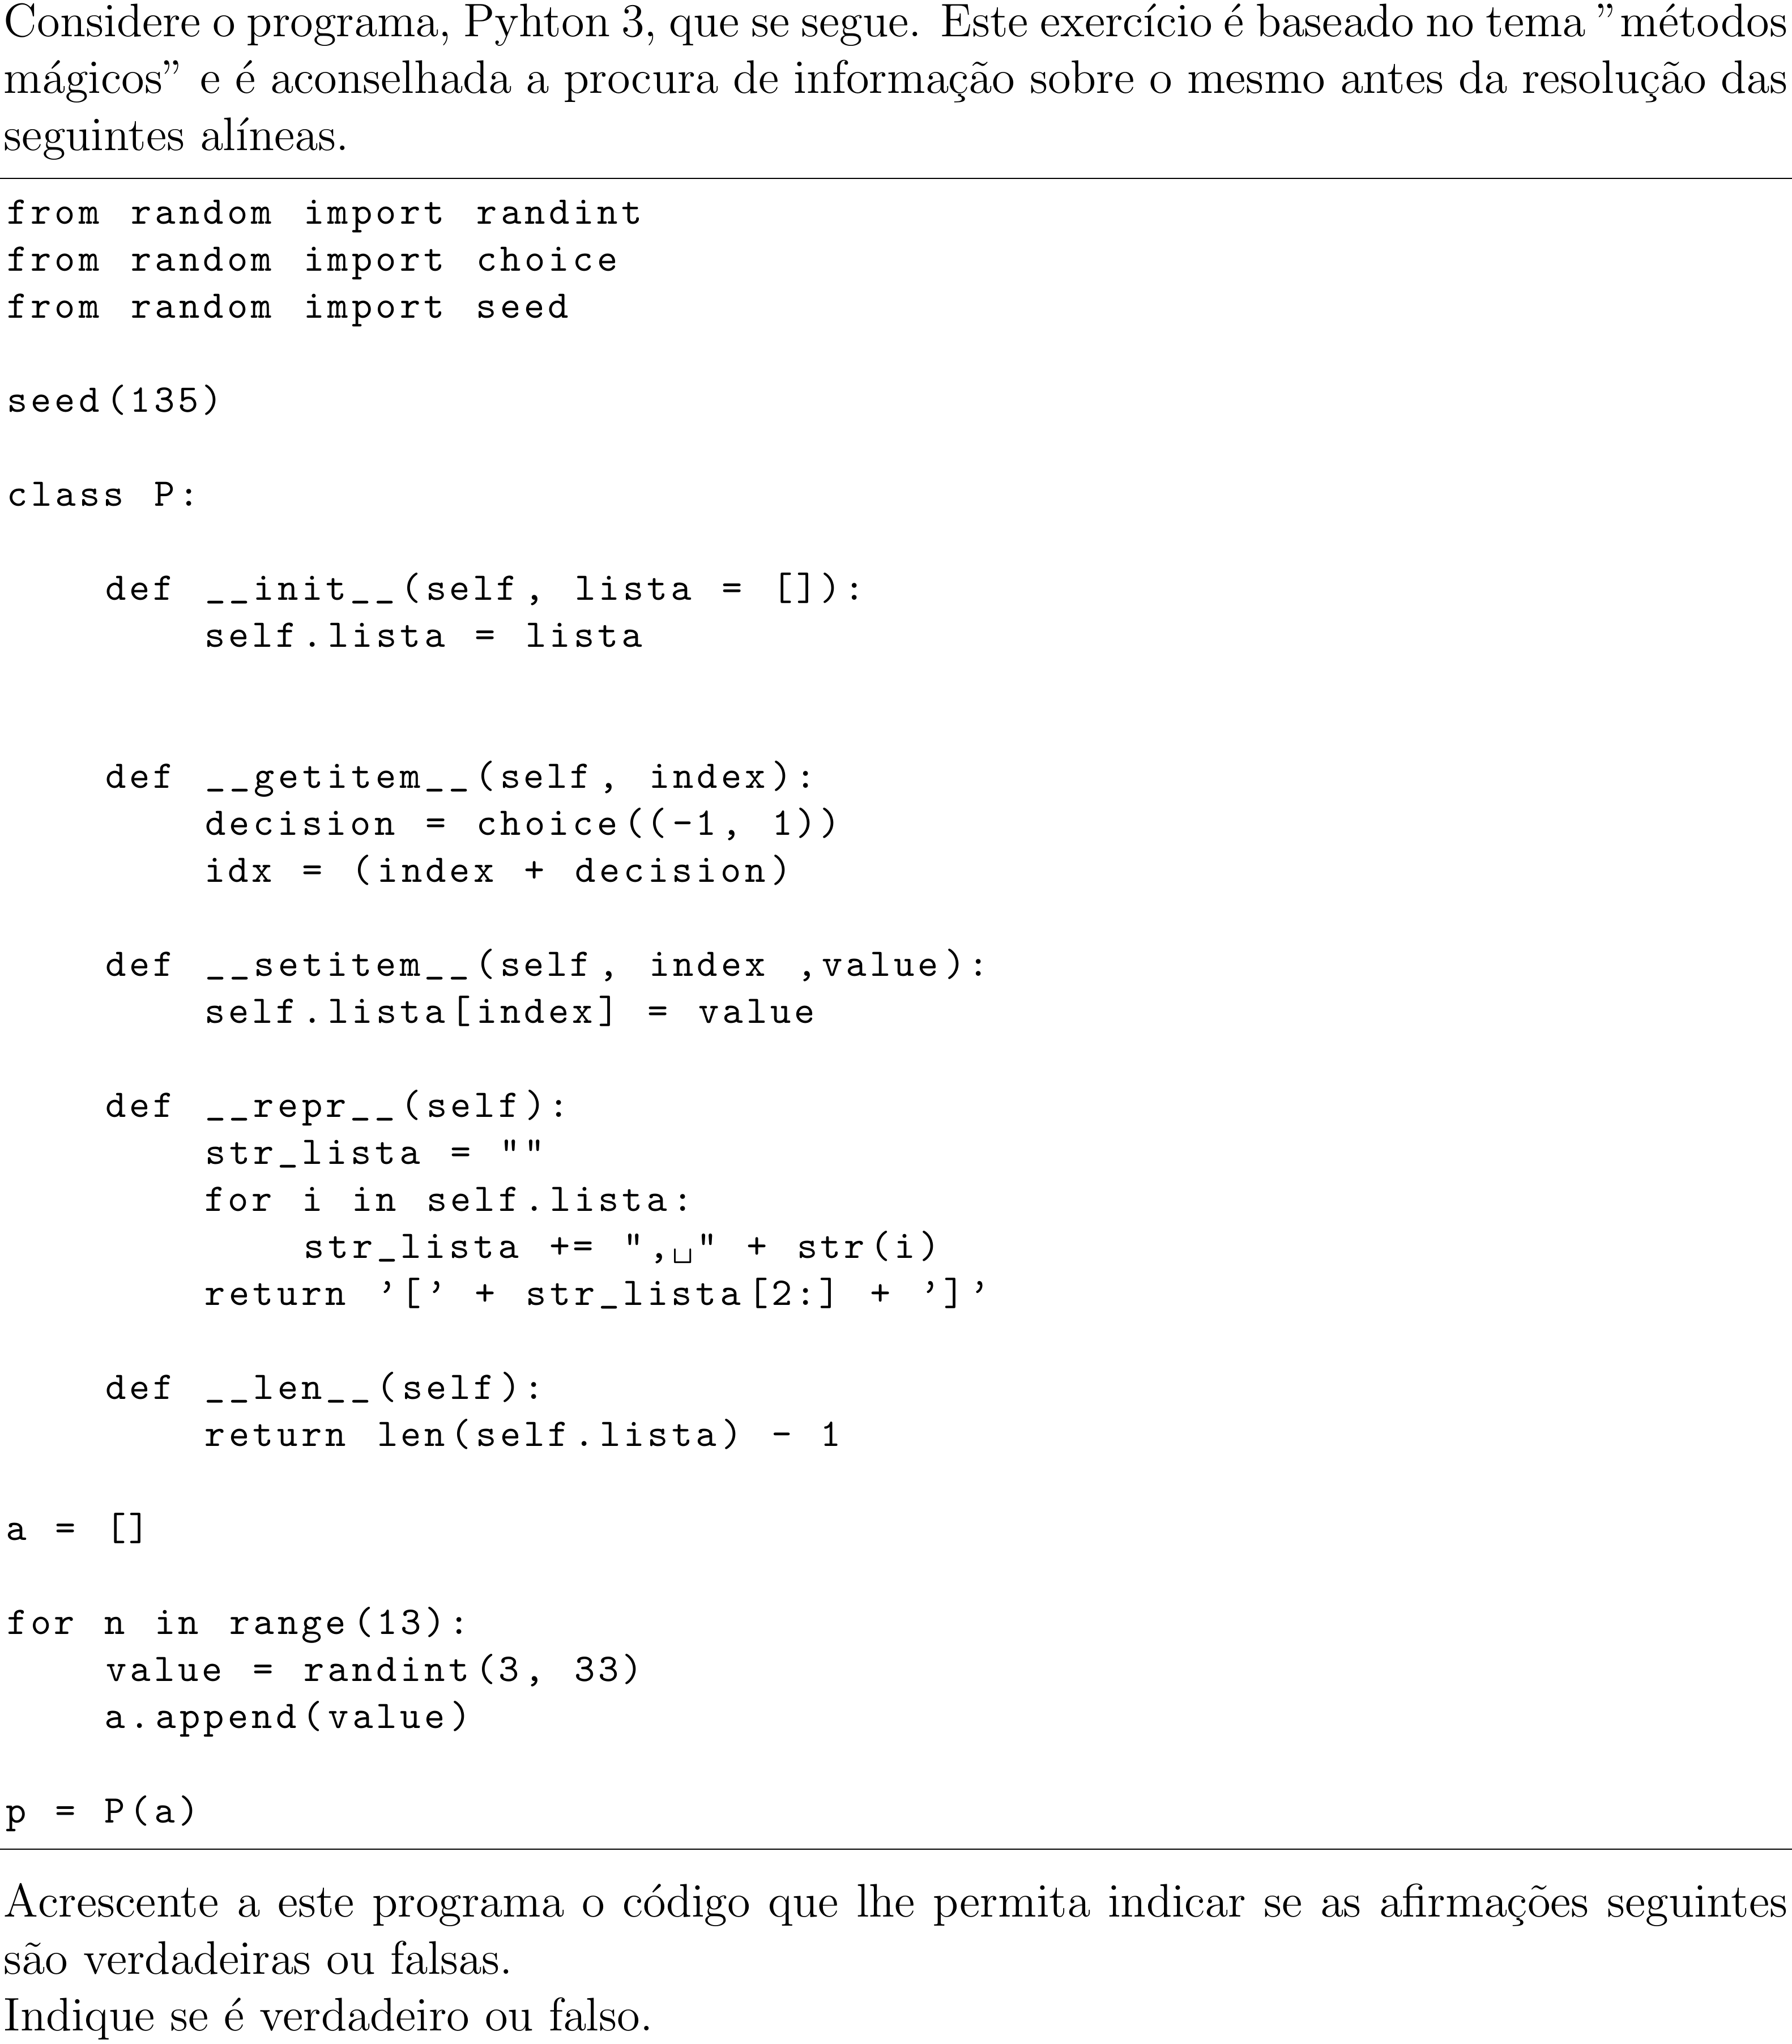 Considere o programa, Pyhton 3, que se segue. Este exercício é baseado no tema ”métodos
mágicos” e é aconselhada a procura de informação sobre o mesmo antes da resolução das
seguintes alíneas.
from random import randint
from random import choice
from random import seed
seed(135)
class P:
    def __init__(self, lista = []):
        self.lista = lista
    def __getitem__(self, index):
        decision = choice((-1, 1))
        idx = (index + decision)
    def __setitem__(self, index ,value):
        self.lista[index] = value
    def __repr__(self):
        str_lista = ""
        for i in self.lista:
            str_lista += ",␣" + str(i)
        return ’[’ + str_lista[2:] + ’]’
    def __len__(self):
        return len(self.lista) - 1
a = []
for n in range(13):
    value = randint(3, 33)
    a.append(value)
p = P(a)
Acrescente a este programa o código que lhe permita indicar se as afirmações seguintes
são verdadeiras ou falsas.
Indique se é verdadeiro ou falso.